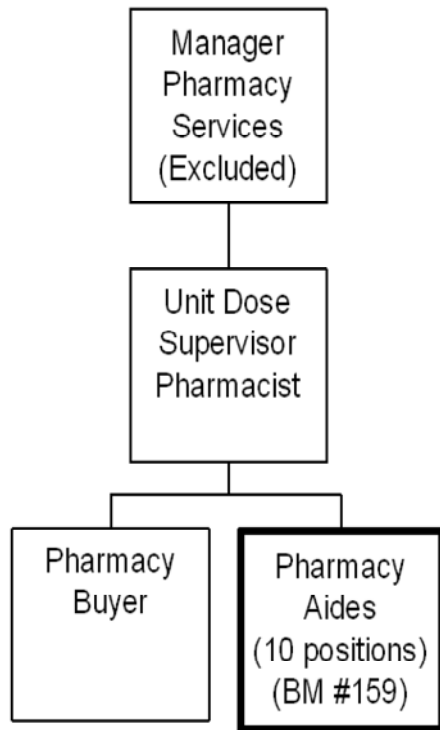 Manager
Pharmacy
Services
(Excluded)
Unit Dose
Supervisor
Pharmacist
Pharmacy
Buyer
Pharmacy
Aides
(10 positions)
(BM #159)